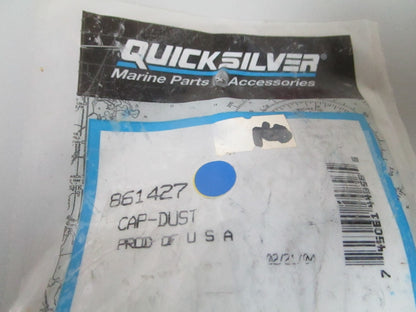 QUICKSILVER®
Marine Parts & Accessories
861427
CAP-DUST
PROD OF U S A